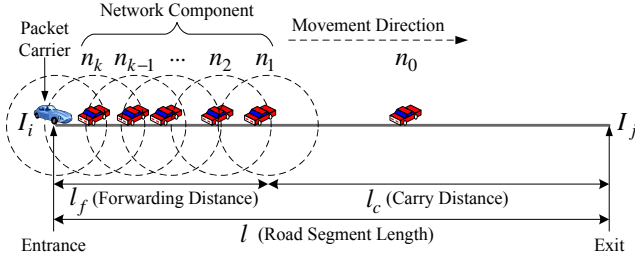 Network Component
Packet
Carrier
Movement Direction
n_k n_{k-1} ... n_2 n_1 n_0
I_i I_j
l_f (Forwarding Distance) l_c (Carry Distance)
l (Road Segment Length)
Entrance Exit